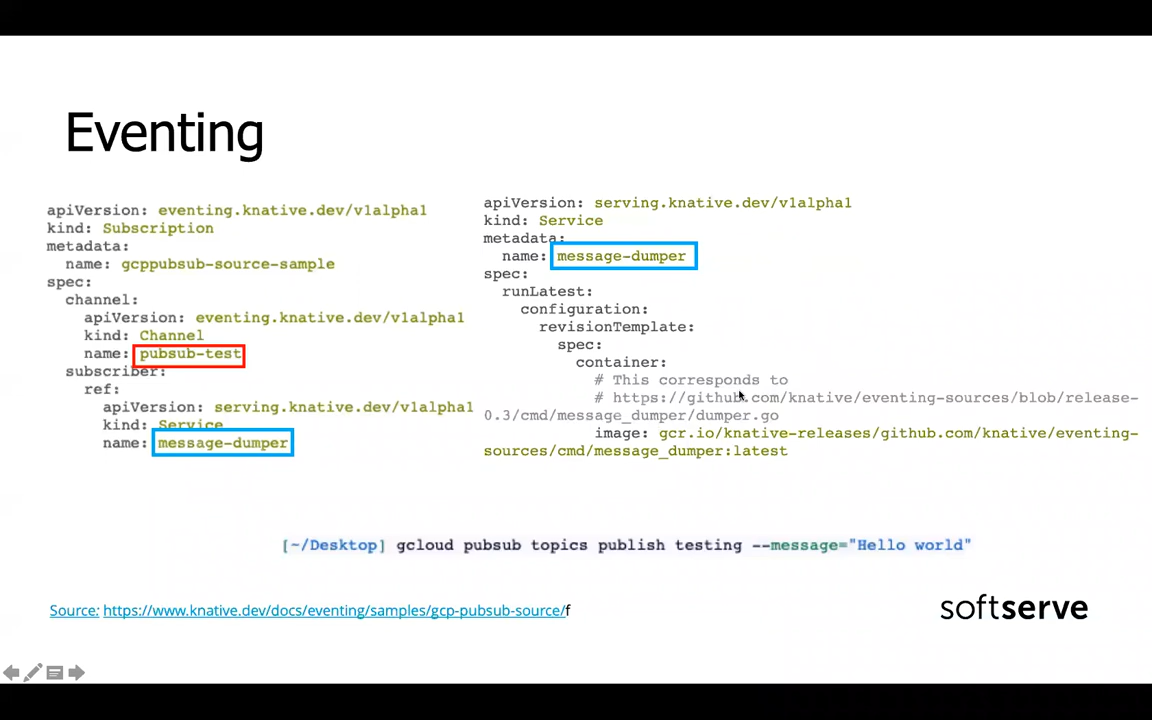 Eventing
apiVersion: eventing.knative.dev/v1alpha1
kind: Subscription
metadata:
  name: gcppubsub-source-sample
spec:
  channel:
    apiVersion: eventing.knative.dev/v1alpha1
    kind: Channel
    name: pubsub-test
  subscriber:
    ref:
      apiVersion: serving.knative.dev/v1alpha1
      kind: Service
      name: message-dumper
apiVersion: serving.knative.dev/v1alpha1
kind: Service
metadata:
  name: message-dumper
spec:
  runLatest:
    configuration:
      revisionTemplate:
        spec:
          container:
            # This corresponds to
            # https://github.com/knative/eventing-sources/blob/release-
0.3/cmd/message_dumper/dumper.go
            image: gcr.io/knative-releases/github.com/knative/eventing-
sources/cmd/message_dumper:latest
[~/Desktop] gcloud pubsub topics publish testing --message="Hello world"
Source: https://www.knative.dev/docs/eventing/samples/gcp-pubsub-source/f
softserve